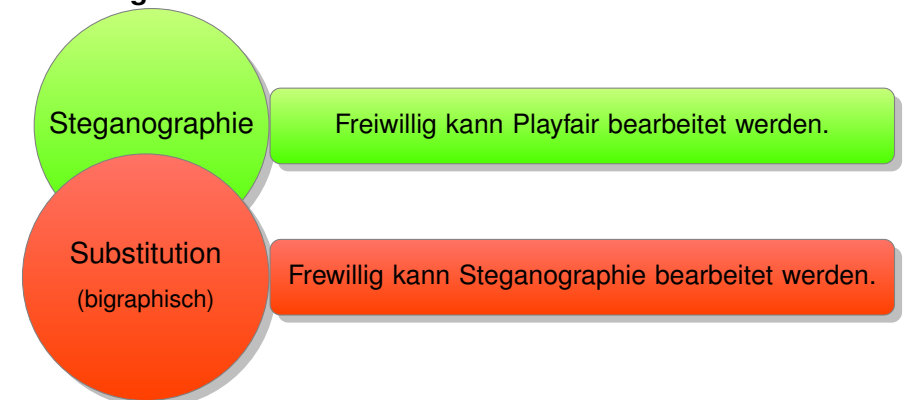 Steganographie
Freiwillig kann Playfair bearbeitet werden.
Substitution
(bigraphisch)
Frewillig kann Steganographie bearbeitet werden.